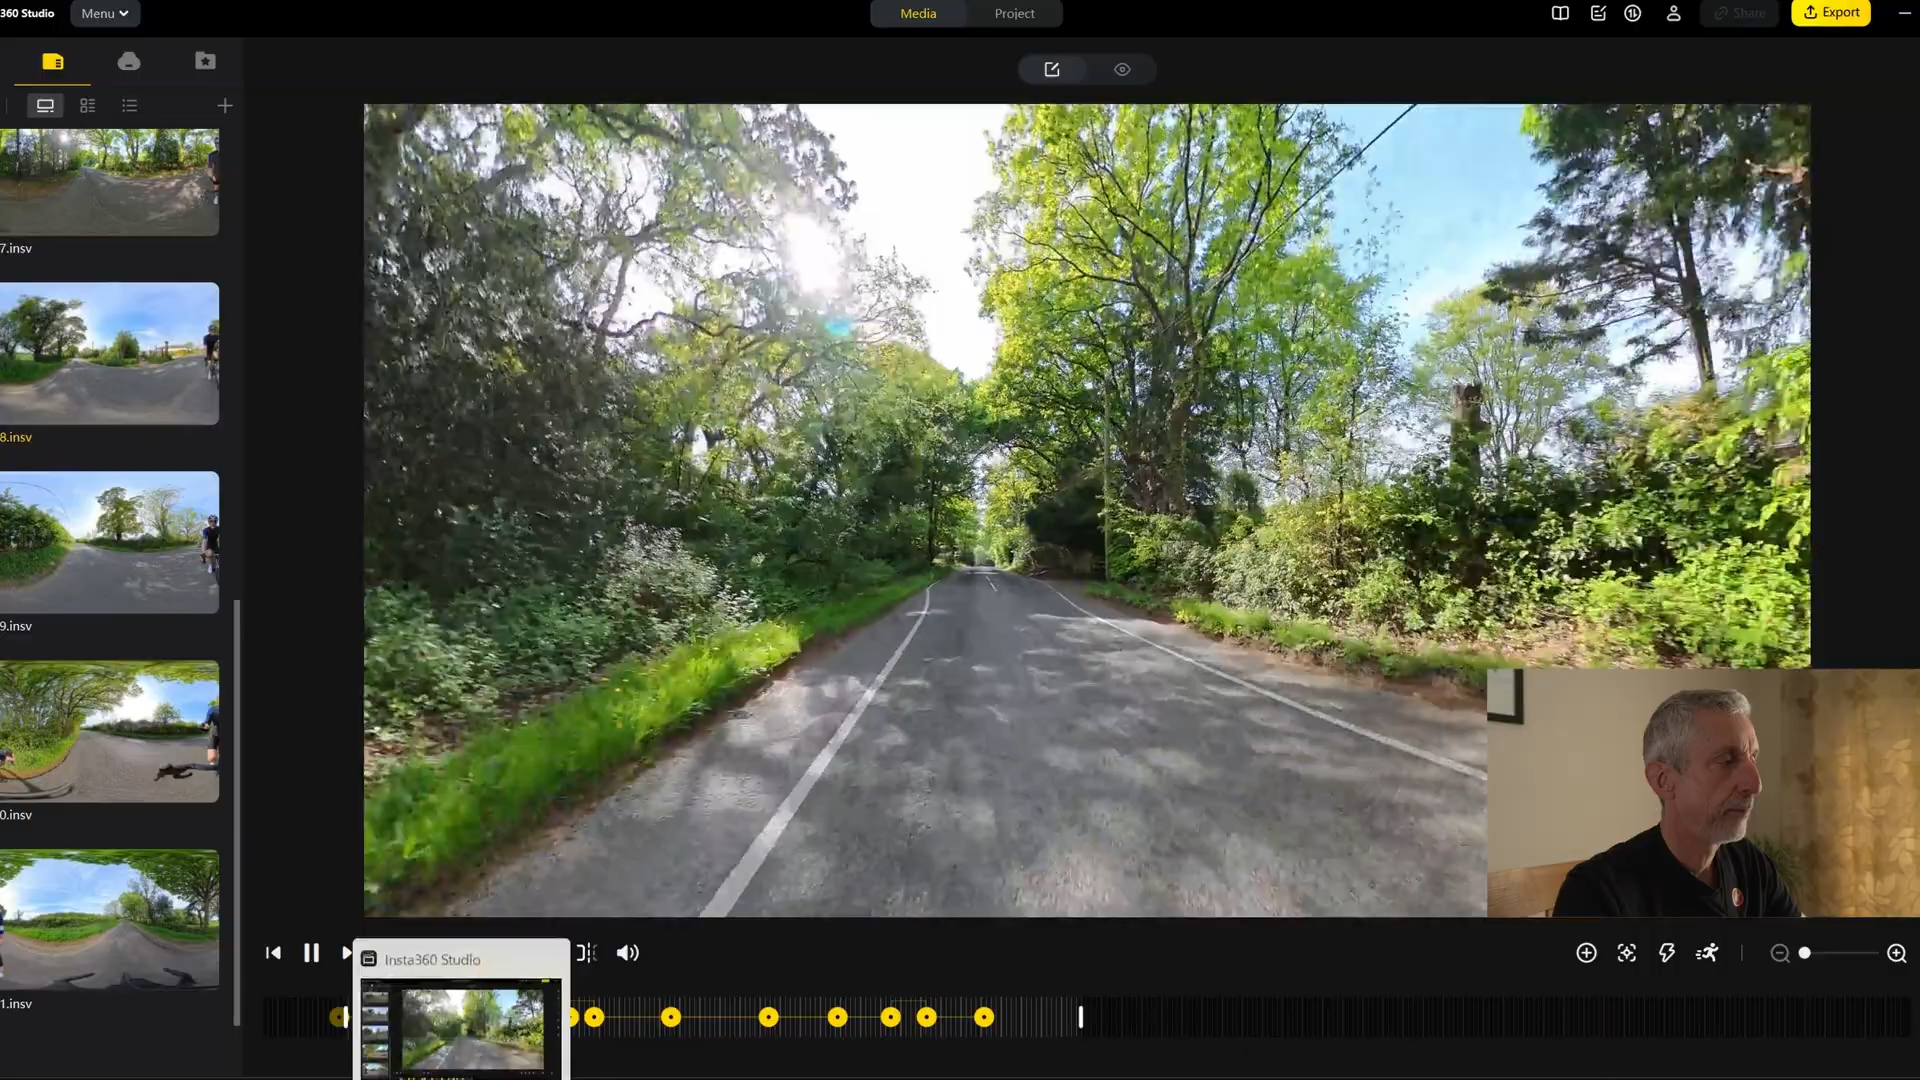 360 Studio
Menu
Media
Project
Share
Export
7.insv
8.insv
9.insv
0.insv
1.insv
Insta360 Studio